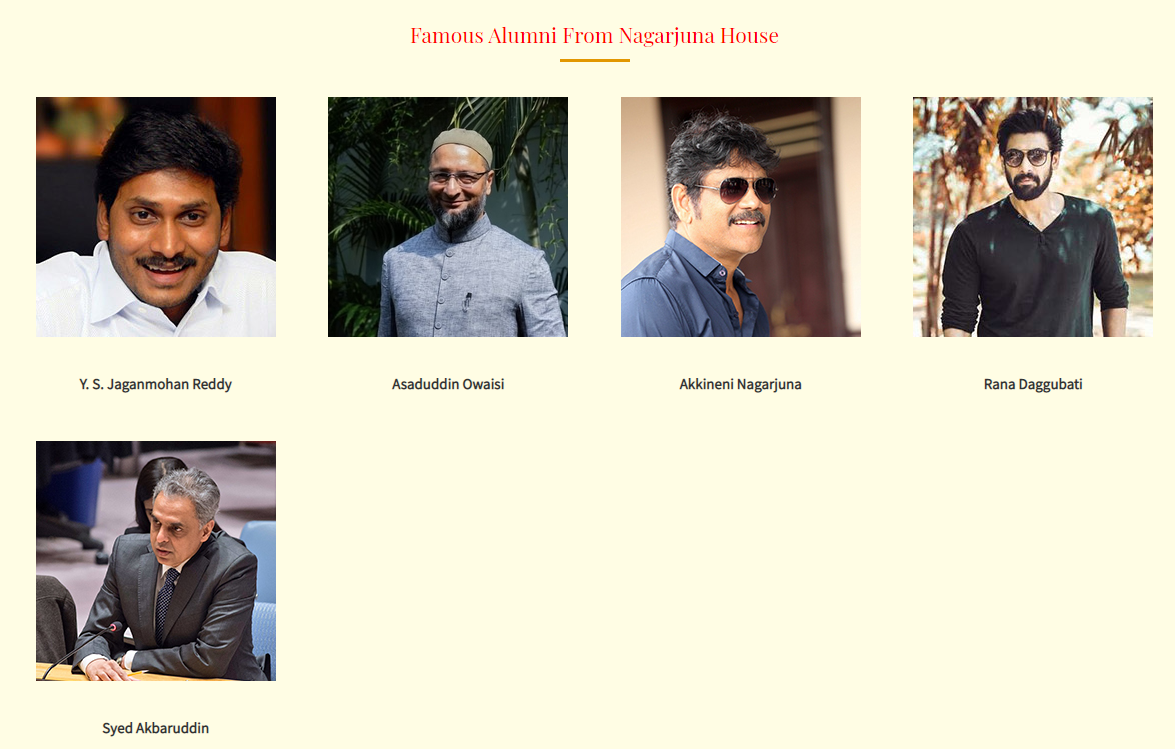 Famous Alumni From Nagarjuna House
Y. S. Jaganmohan Reddy
Asaduddin Owaisi
Akkineni Nagarjuna
Rana Daggubati
Syed Akbaruddin